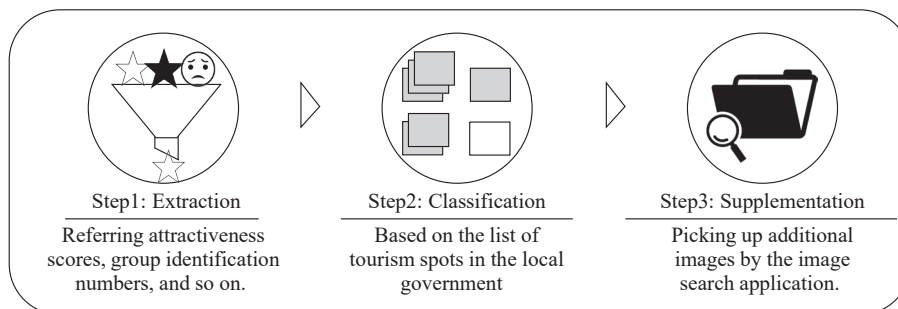 Step1: Extraction
Referring attractiveness
scores, group identification
numbers, and so on.
Step2: Classification
Based on the list of
tourism spots in the local
government
Step3: Supplementation
Picking up additional
images by the image
search application.